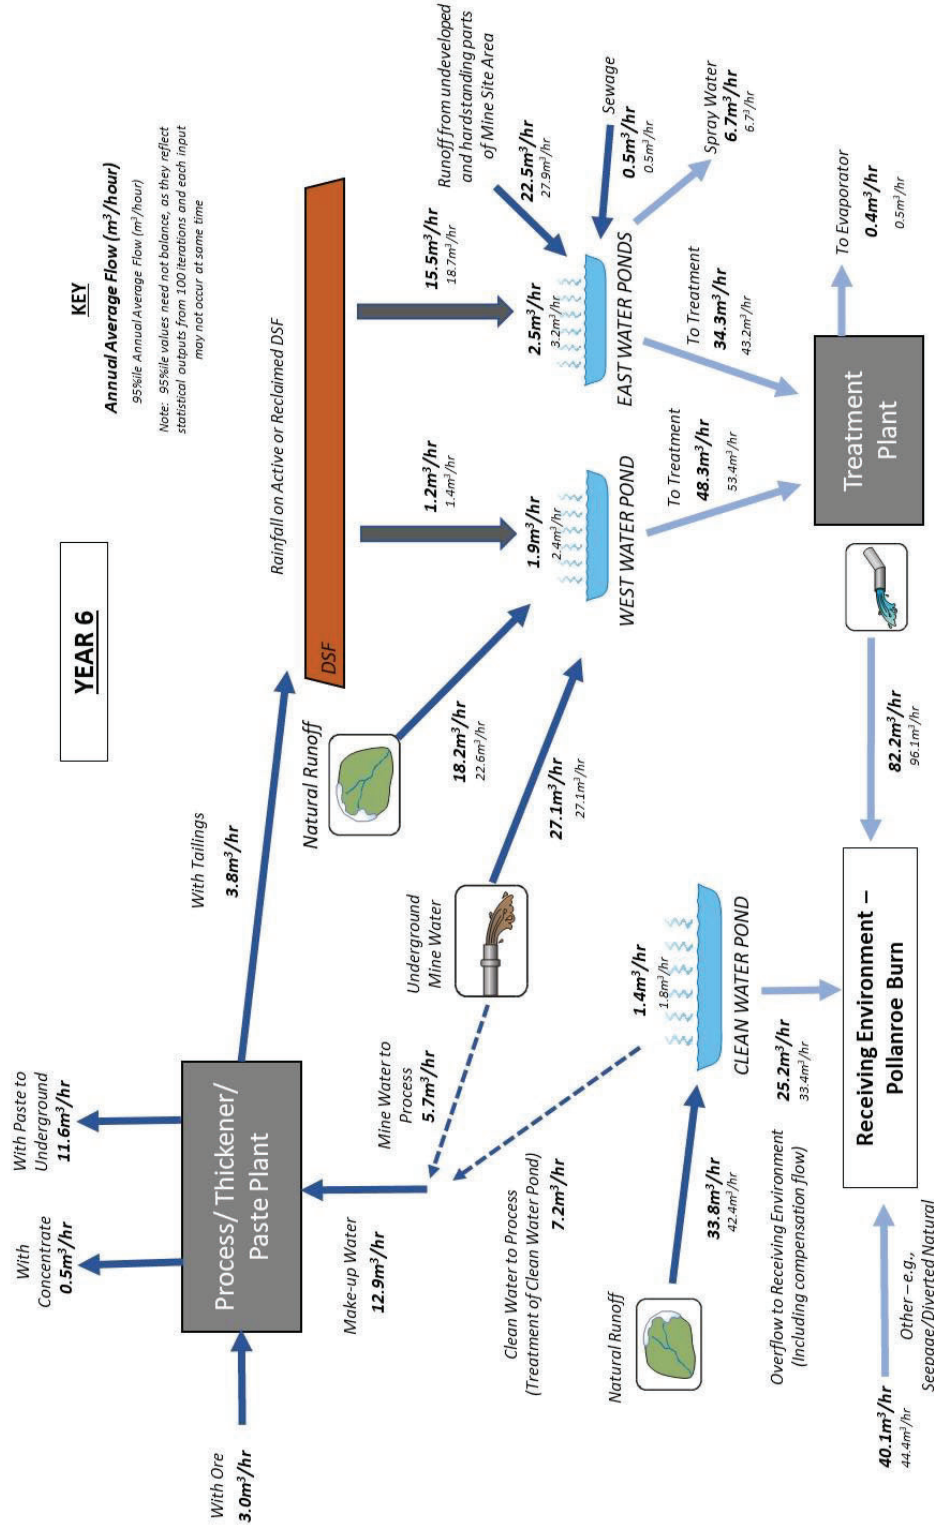 YEAR 6
KEY
Annual Average Flow (m³/hour)
95%ile Annual Average Flow (m³/hour)
Note: 95%ile values need not balance, as they reflect
statistical outputs from 100 iterations and each input
may not occur at same time
With Ore
3.0m³/hr
With
Concentrate
0.5m³/hr
With Paste to
Underground
11.6m³/hr
Process/ Thickener/
Paste Plant
With Tailings
3.8m³/hr
Make-up Water
12.9m³/hr
Mine Water to
Process
5.7m³/hr
Clean Water to Process
(Treatment of Clean Water Pond)
7.2m³/hr
Underground
Mine Water
27.1m³/hr
27.1m³/hr
Natural Runoff
18.2m³/hr
22.6m³/hr
DSF
Rainfall on Active or Reclaimed DSF
1.2m³/hr
1.4m³/hr
15.5m³/hr
18.7m³/hr
Runoff from undeveloped
and hardstanding parts
of Mine Site Area
22.5m³/hr
27.9m³/hr
Sewage
0.5m³/hr
0.5m³/hr
Spray Water
6.7m³/hr
6.7³/hr
1.9m³/hr
2.4m³/hr
WEST WATER POND
2.5m³/hr
3.2m³/hr
EAST WATER PONDS
To Treatment
48.3m³/hr
53.4m³/hr
To Treatment
34.3m³/hr
43.2m³/hr
Treatment
Plant
To Evaporator
0.4m³/hr
0.5m³/hr
82.2m³/hr
96.1m³/hr
Natural Runoff
33.8m³/hr
42.4m³/hr
1.4m³/hr
1.8m³/hr
CLEAN WATER POND
Overflow to Receiving Environment
(Including compensation flow)
25.2m³/hr
33.4m³/hr
Receiving Environment –
Pollanroe Burn
40.1m³/hr
44.4m³/hr
Other – e.g.,
Seepage/Diverted Natural